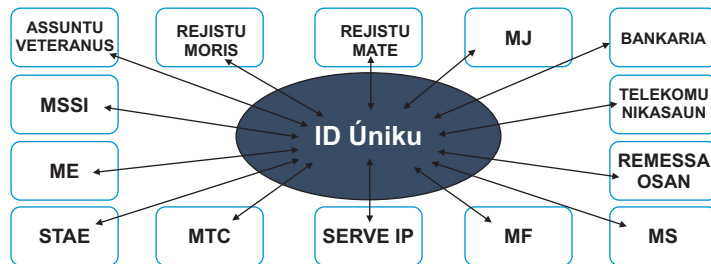 ASSUNTU
VETERANUS
REJISTU
MORIS
REJISTU
MATE
MJ
BANKARIA
MSSI
ID Úniku
TELEKOMU
NIKASAUN
ME
REMESSA
OSAN
STAE
MTC
SERVE IP
MF
MS